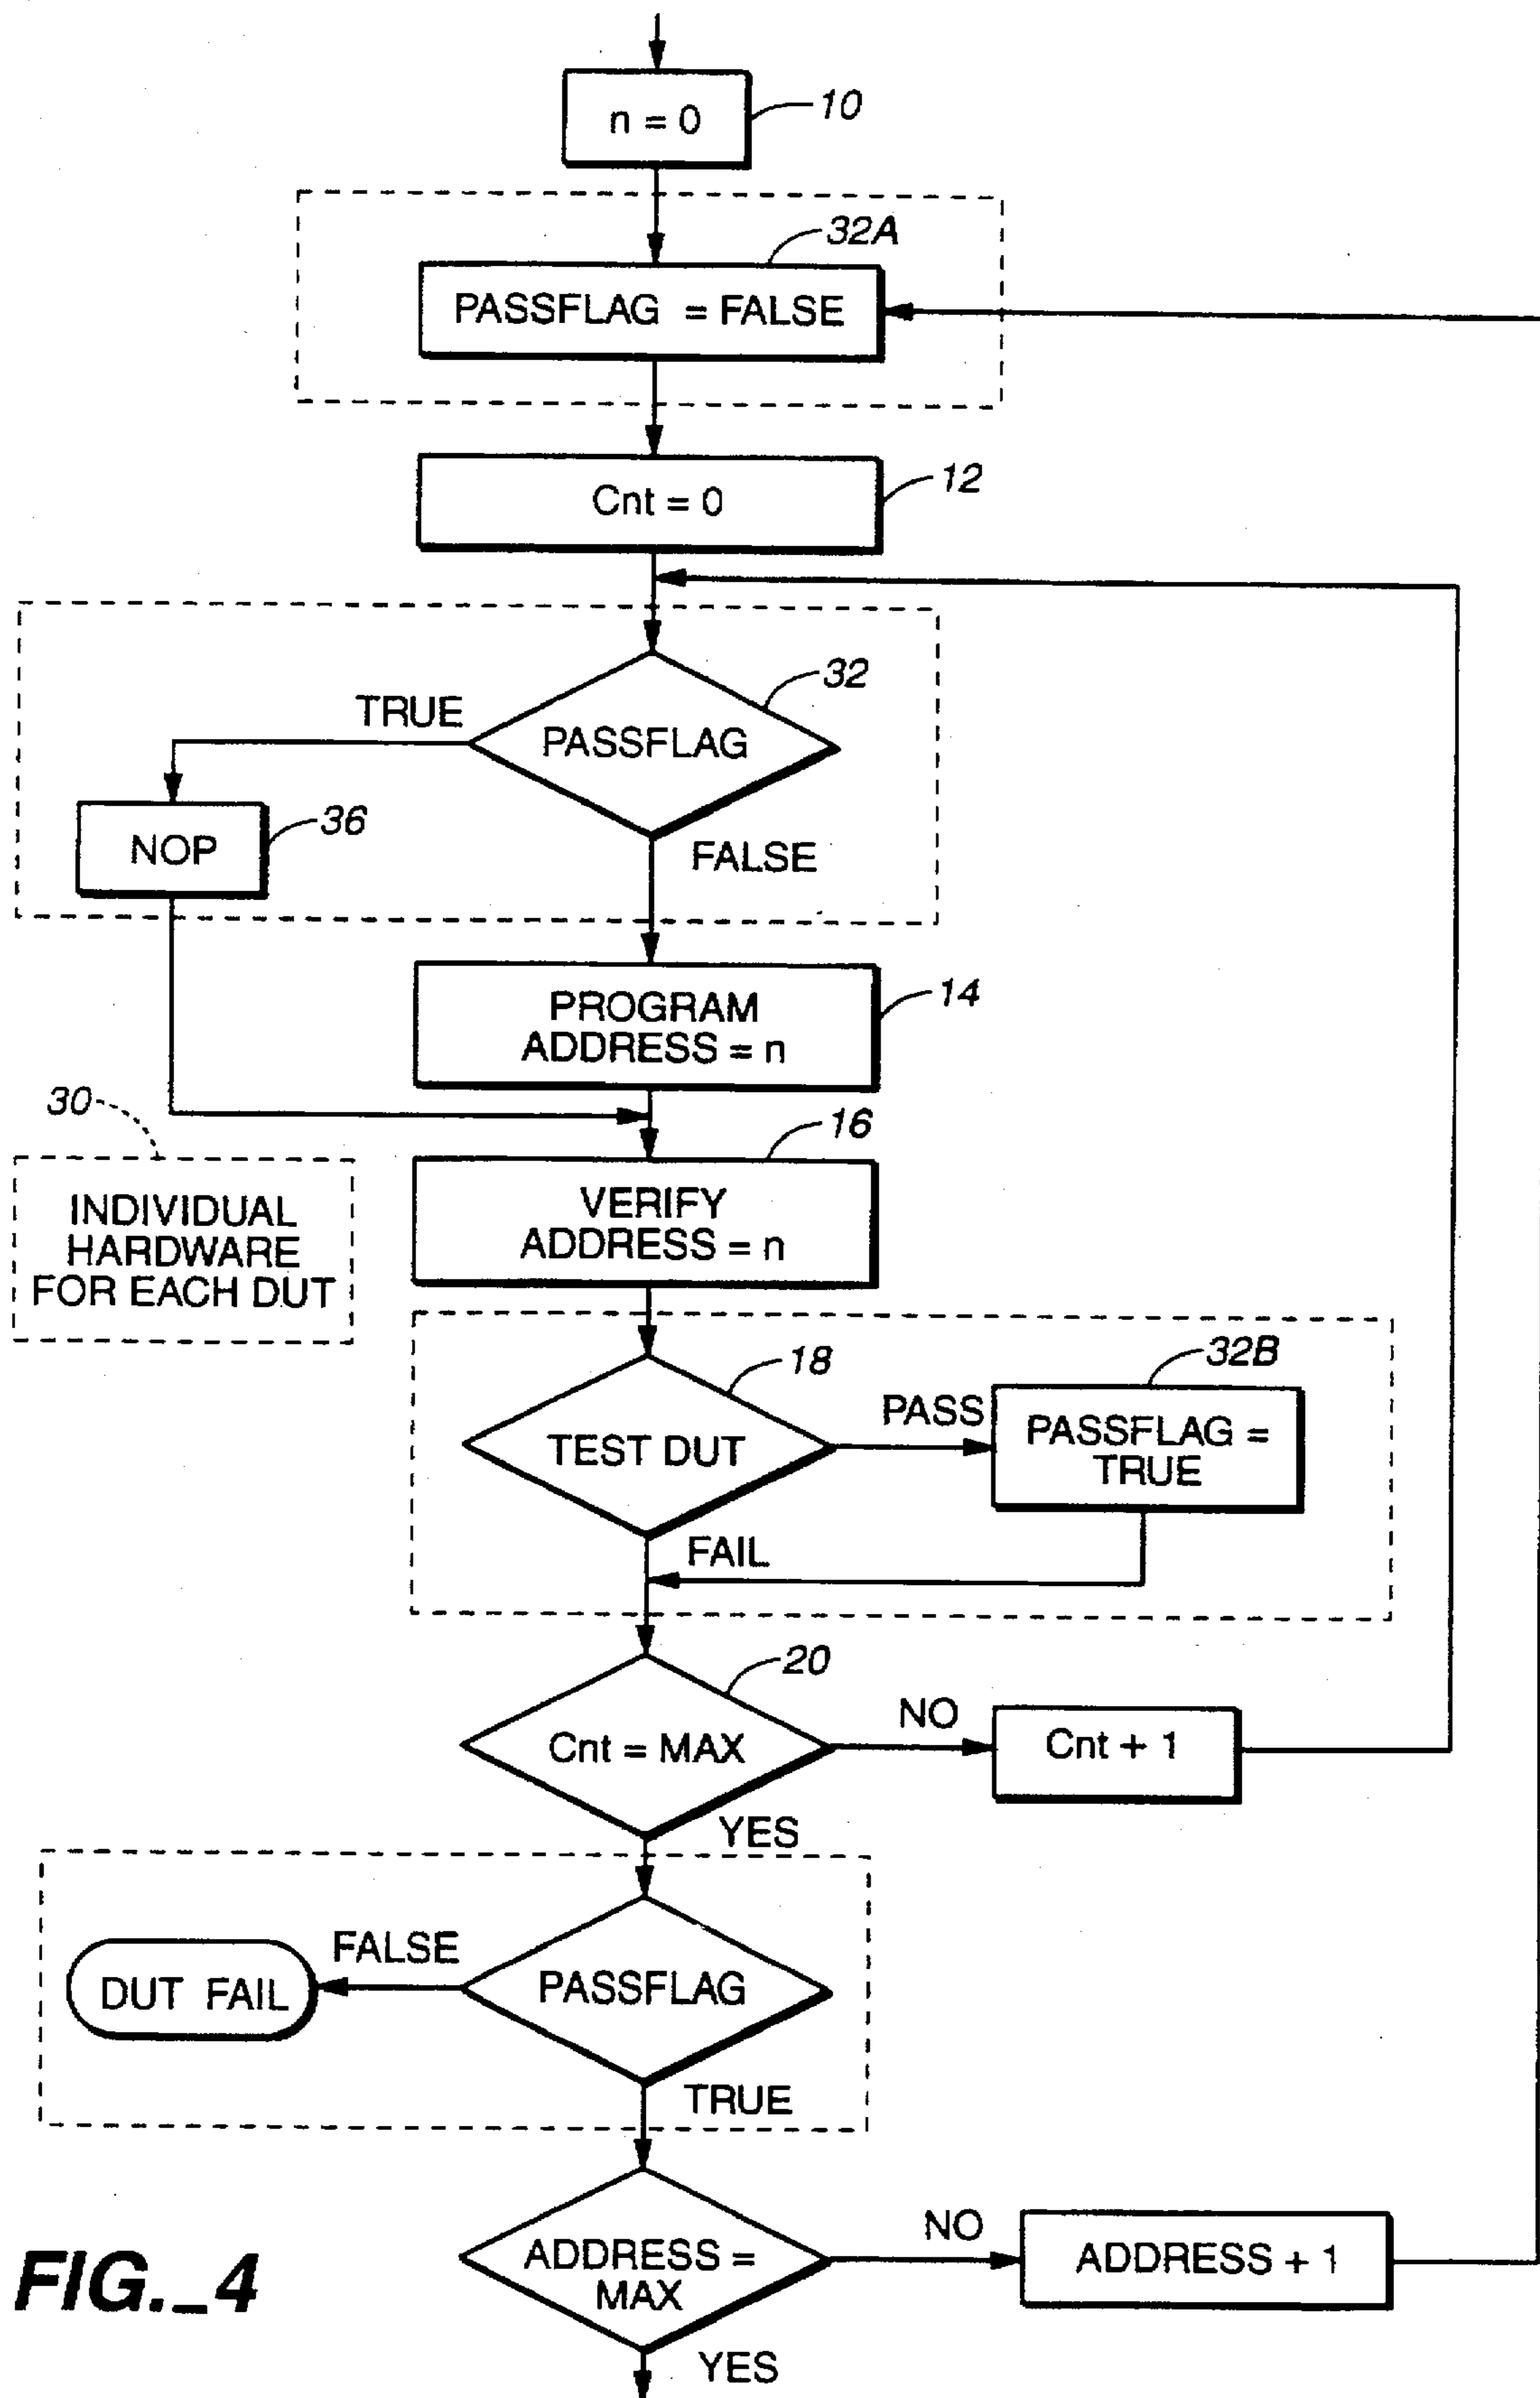 n = 0
10
32A
PASSFLAG = FALSE
12
Cnt = 0
32
TRUE
PASSFLAG
36
NOP
FALSE
14
PROGRAM
ADDRESS = n
30
16
INDIVIDUAL
HARDWARE
FOR EACH DUT
VERIFY
ADDRESS = n
18
32B
PASS
TEST DUT
PASSFLAG =
TRUE
FAIL
20
NO
Cnt = MAX
Cnt + 1
YES
FALSE
DUT FAIL
PASSFLAG
TRUE
NO
ADDRESS =
MAX
ADDRESS + 1
FIG._4
YES